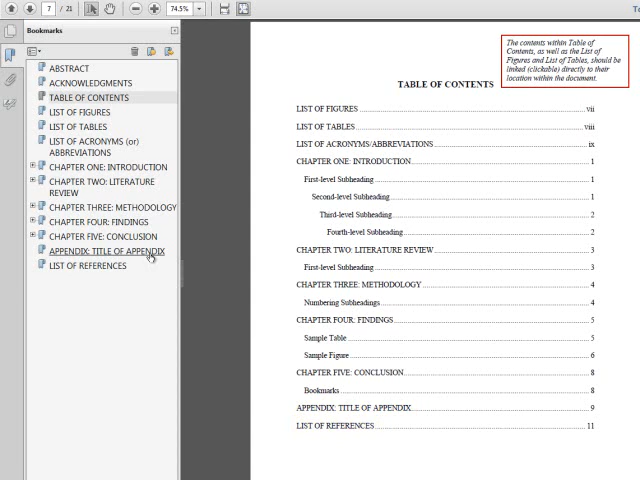 7 / 21
74.5%
To
Bookmarks
ABSTRACT
ACKNOWLEDGMENTS
TABLE OF CONTENTS
LIST OF FIGURES
LIST OF TABLES
LIST OF ACRONYMS (or)
ABBREVIATIONS
CHAPTER ONE: INTRODUCTION
CHAPTER TWO: LITERATURE
REVIEW
CHAPTER THREE: METHODOLOGY
CHAPTER FOUR: FINDINGS
CHAPTER FIVE: CONCLUSION
APPENDIX: TITLE OF APPENDIX
LIST OF REFERENCES
The contents within Table of
Contents, as well as the List of
Figures and List of Tables, should be
linked (clickable) directly to their
location within the document.
TABLE OF CONTENTS
LIST OF FIGURES vii
LIST OF TABLES viii
LIST OF ACRONYMS/ABBREVIATIONS ix
CHAPTER ONE: INTRODUCTION 1
First-level Subheading 1
Second-level Subheading 1
Third-level Subheading 2
Fourth-level Subheading 2
CHAPTER TWO: LITERATURE REVIEW 3
First-level Subheading 3
CHAPTER THREE: METHODOLOGY 4
Numbering Subheadings 4
CHAPTER FOUR: FINDINGS 5
Sample Table 5
Sample Figure 6
CHAPTER FIVE: CONCLUSION 8
Bookmarks 8
APPENDIX: TITLE OF APPENDIX 9
LIST OF REFERENCES 11